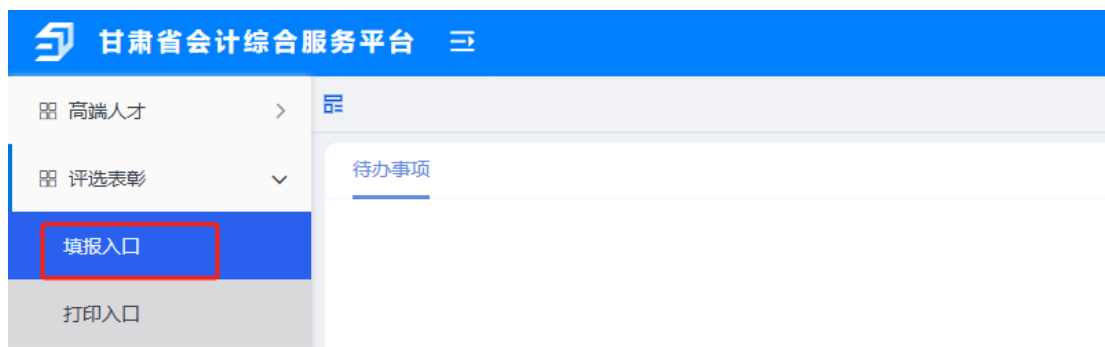 甘肃省会计综合服务平台
高端人才
待办事项
评选表彰
填报入口
打印入口